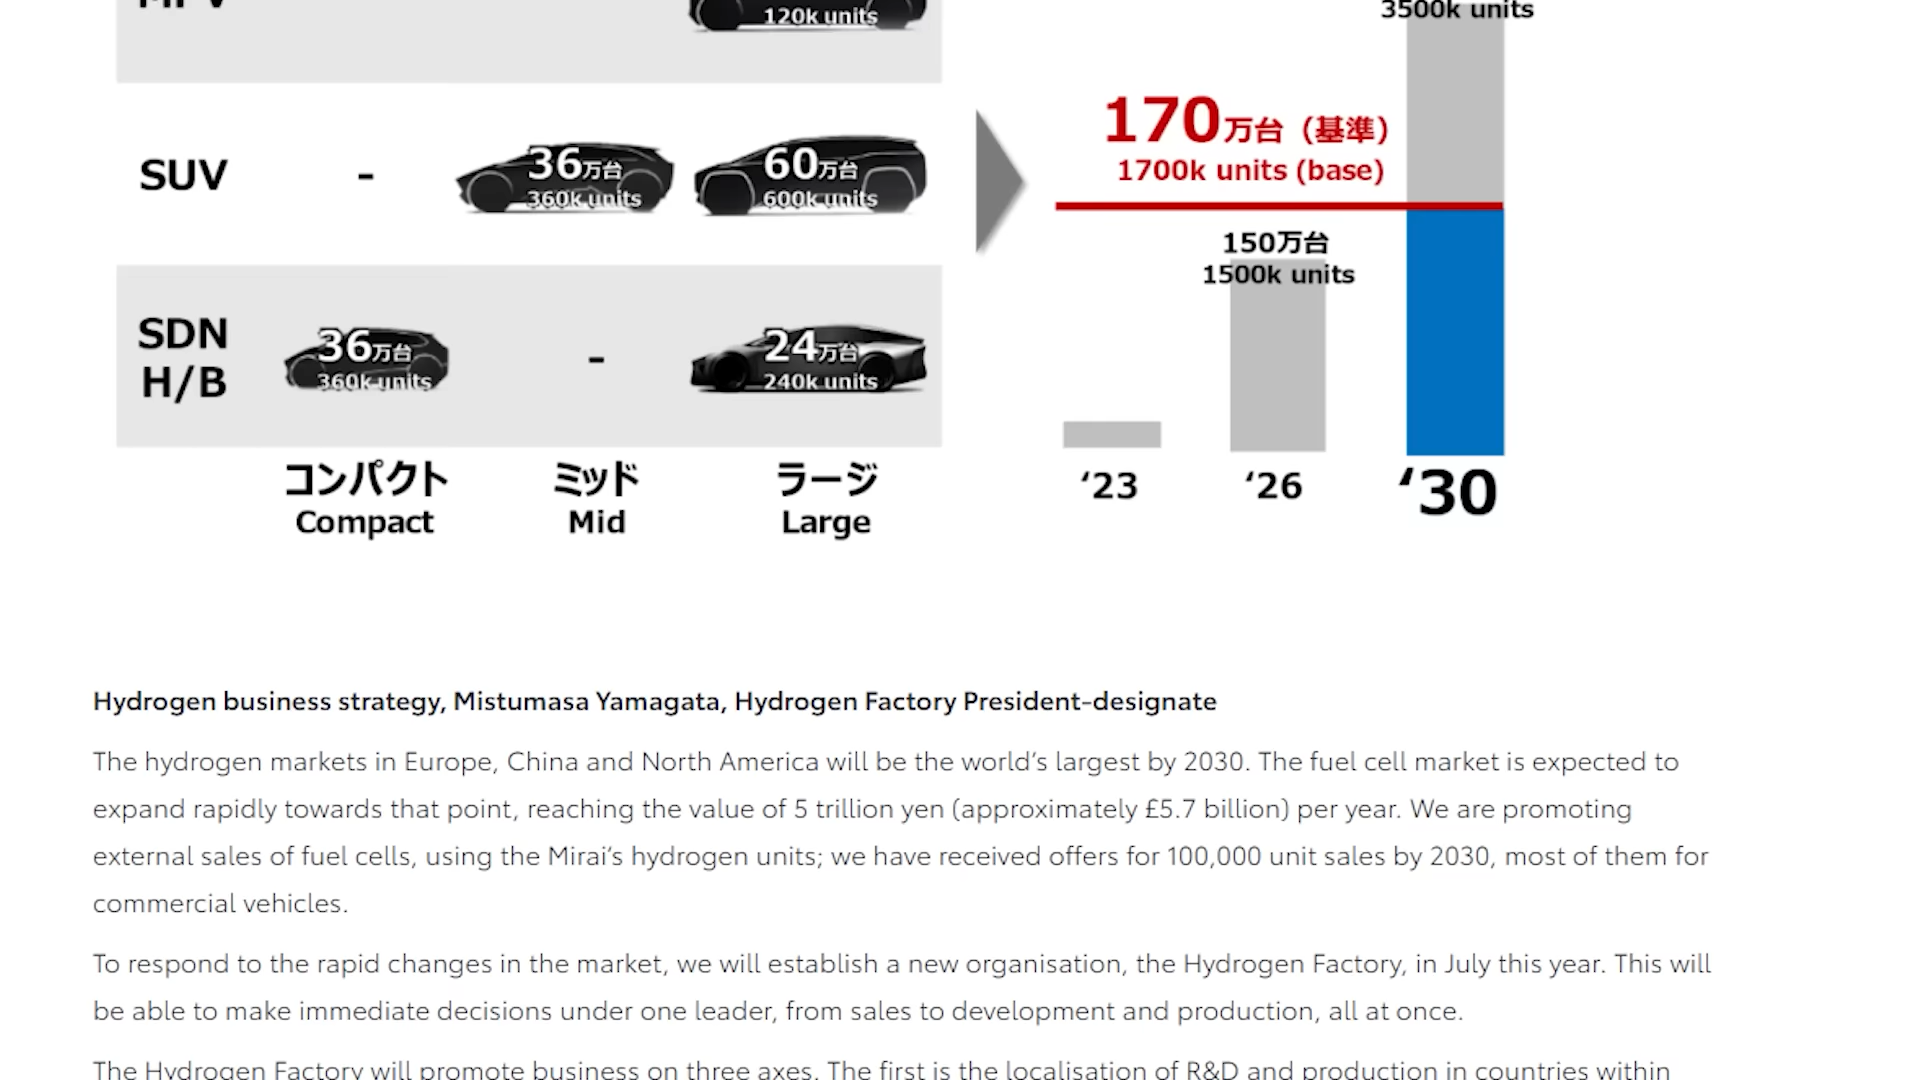 MPV
120k units
3500k units
170万台（基準）
1700k units (base)
SUV
-
36万台
360k units
60万台
600k units
150万台
1500k units
SDN
H/B
36万台
360k units
-
24万台
240k units
コンパクト
Compact
ミッド
Mid
ラージ
Large
‘23
‘26
‘30
Hydrogen business strategy, Mistumasa Yamagata, Hydrogen Factory President-designate
The hydrogen markets in Europe, China and North America will be the world’s largest by 2030. The fuel cell market is expected to
expand rapidly towards that point, reaching the value of 5 trillion yen (approximately £5.7 billion) per year. We are promoting
external sales of fuel cells, using the Mirai’s hydrogen units; we have received offers for 100,000 unit sales by 2030, most of them for
commercial vehicles.
To respond to the rapid changes in the market, we will establish a new organisation, the Hydrogen Factory, in July this year. This will
be able to make immediate decisions under one leader, from sales to development and production, all at once.
The Hydrogen Factory will promote business on three axes. The first is the localisation of R&D and production in countries within